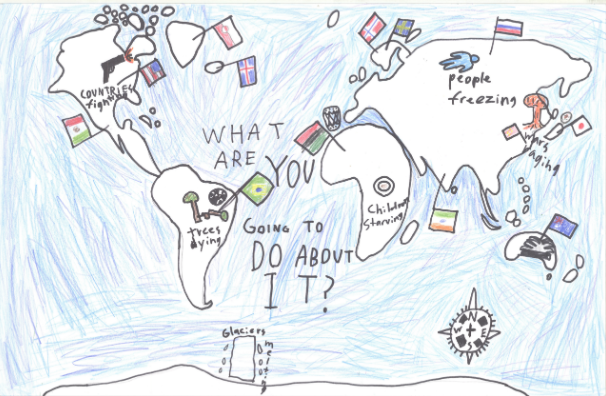 COUNTRIES
fighting
people
freezing
wars
raging
WHAT
ARE YOU
Children
starving
trees
dying
GOING TO
DO ABOUT
IT?
Glaciers
melting
N
E
S
W